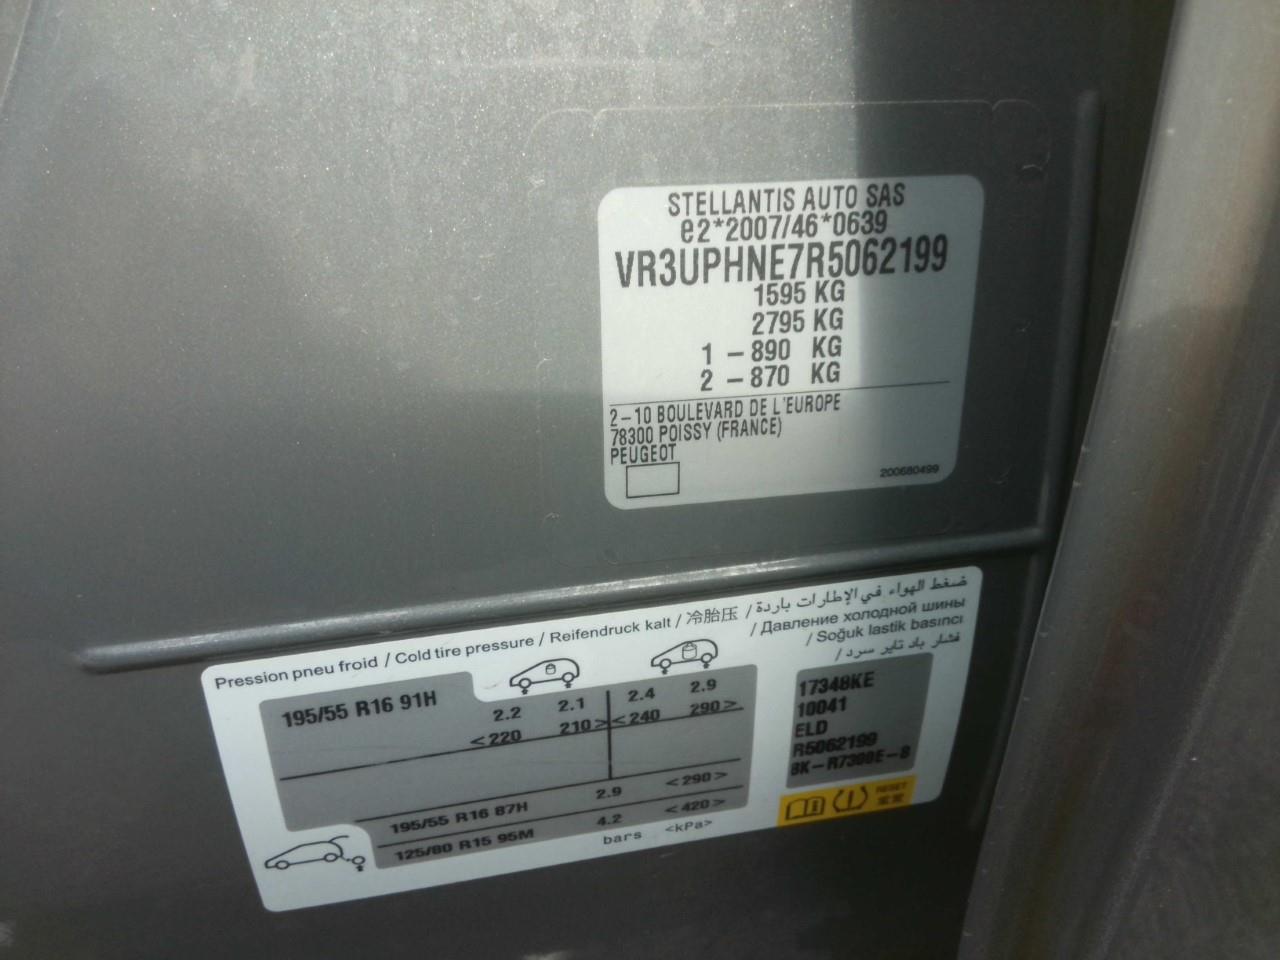 STELLANTIS AUTO SAS
e2*2007/46*0639
VR3UPHNE7R5062199
1595 KG
2795 KG
1 - 890 KG
2 - 870 KG
2-10 BOULEVARD DE L'EUROPE
78300 POISSY (FRANCE)
PEUGEOT
200680499
Pression pneu froid / Cold tire pressure / Reifendruck kalt / 冷胎压 / ضغط الهواء في الإطارات باردة
/ Давление холодной шины
/ Soğuk lastik basıncı
/ فشار باد تایر سرد
195/55 R16 91H
2.2 2.1 2.4 2.9
<220 210> <240 290>
195/55 R16 87H 2.9 <290>
125/80 R15 95M 4.2 <420>
bars <kPa>
17348KE
10041
ELD
R5062199
RESET